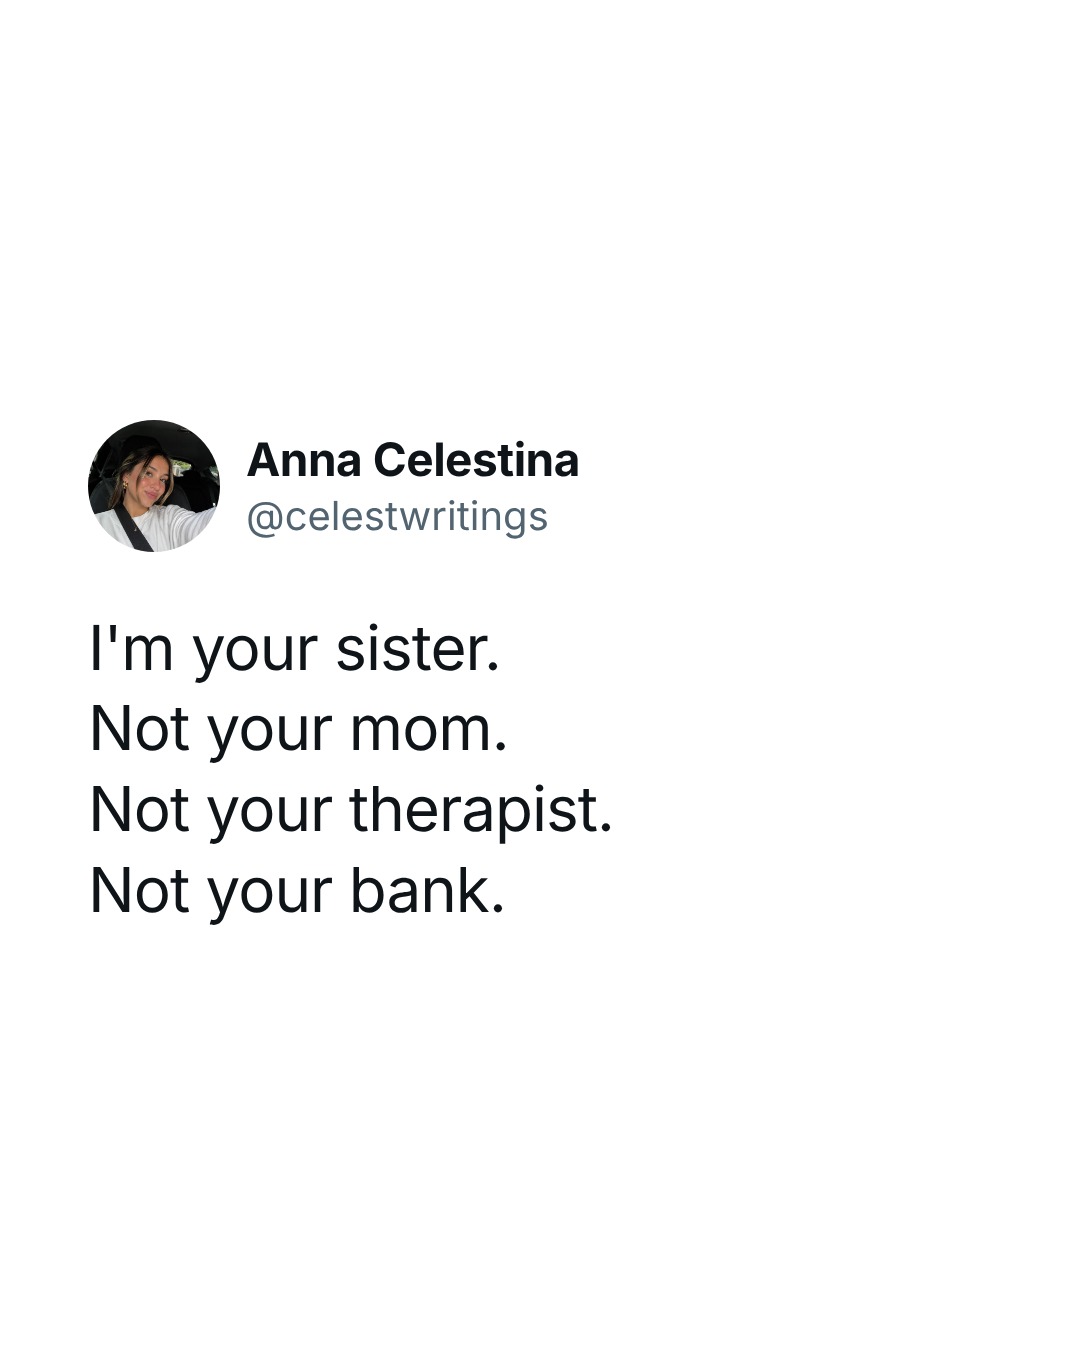 Anna Celestina
@celestwritings
I'm your sister.
Not your mom.
Not your therapist.
Not your bank.